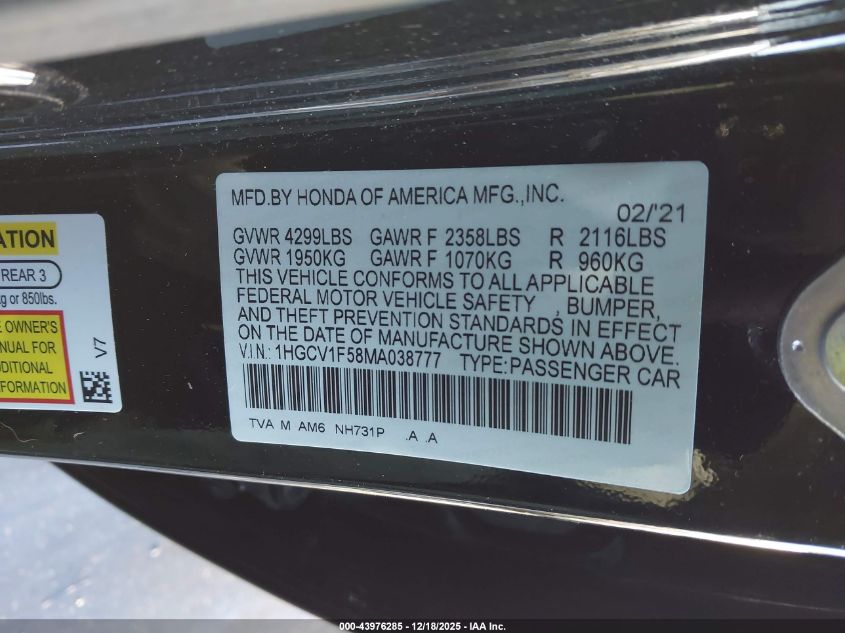 MFD.BY HONDA OF AMERICA MFG.,INC.
02/'21
GVWR 4299LBS GAWR F 2358LBS R 2116LBS
GVWR 1950KG GAWR F 1070KG R 960KG
THIS VEHICLE CONFORMS TO ALL APPLICABLE
FEDERAL MOTOR VEHICLE SAFETY , BUMPER,
AND THEFT PREVENTION STANDARDS IN EFFECT
ON THE DATE OF MANUFACTURE SHOWN ABOVE.
V.I.N.: 1HGCV1F58MA038777 TYPE:PASSENGER CAR
TVA M AM6 NH731P .A .A
ATION
REAR 3
kg or 850lbs.
E OWNER'S
ANUAL FOR
DDITIONAL
FORMATION
V7
000-43976285 - 12/18/2025 - IAA Inc.